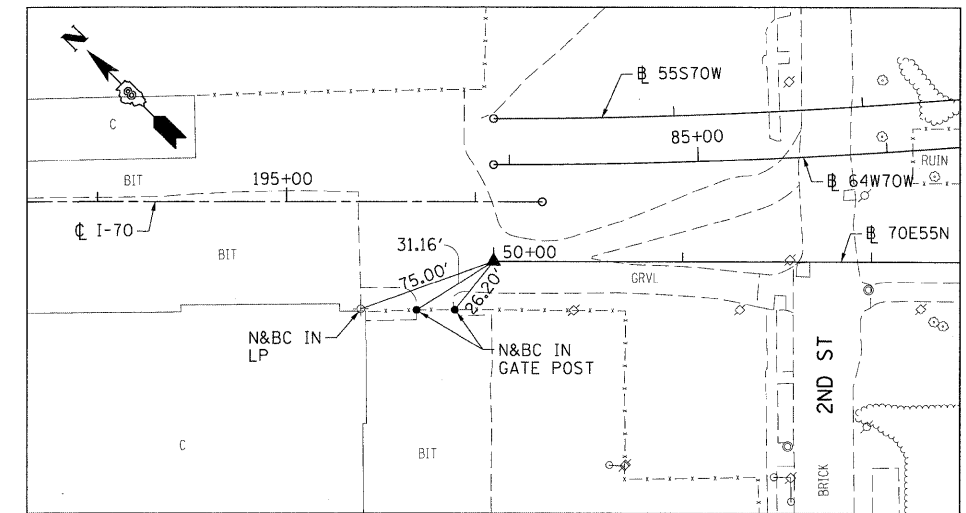 N
℄ 55S70W
C
85+00
RUIN
BIT
195+00
℄ 64W70W
℄ I-70
31.16'
50+00
℄ 70E55N
BIT
75.00'
26.20'
GRVL
N&BC IN
LP
N&BC IN
GATE POST
2ND ST
C
BIT
BRICK